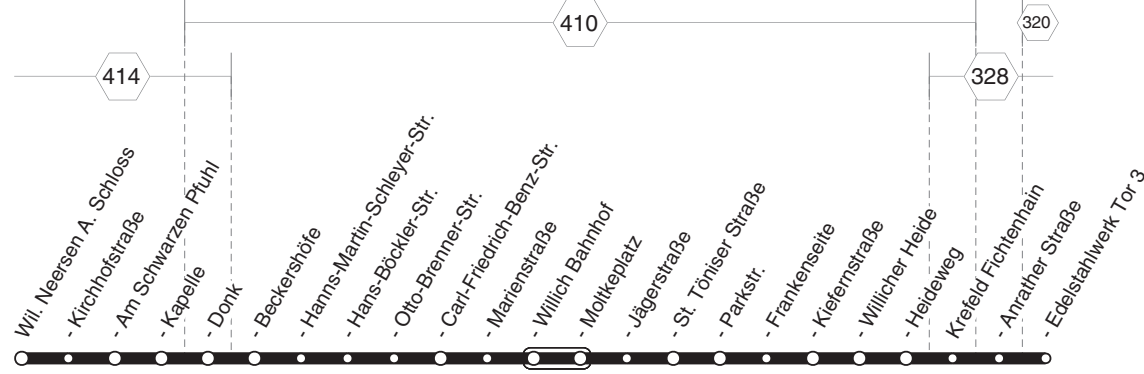 410
320
414
328
Wil. Neersen A. Schloss
- Kirchhofstraße
- Am Schwarzen Pfuhl
- Kapelle
- Donk
- Beckershöfe
- Hanns-Martin-Schleyer-Str.
- Hans-Böckler-Str.
- Otto-Brenner-Str.
- Carl-Friedrich-Benz-Str.
- Marienstraße
- Willich Bahnhof
- Moltkeplatz
- Jägerstraße
- St. Töniser Straße
- Parkstr.
- Frankenseite
- Kiefernstraße
- Willicher Heide
- Heideweg
Krefeld Fichtenhain
- Anrather Straße
- Edelstahlwerk Tor 3